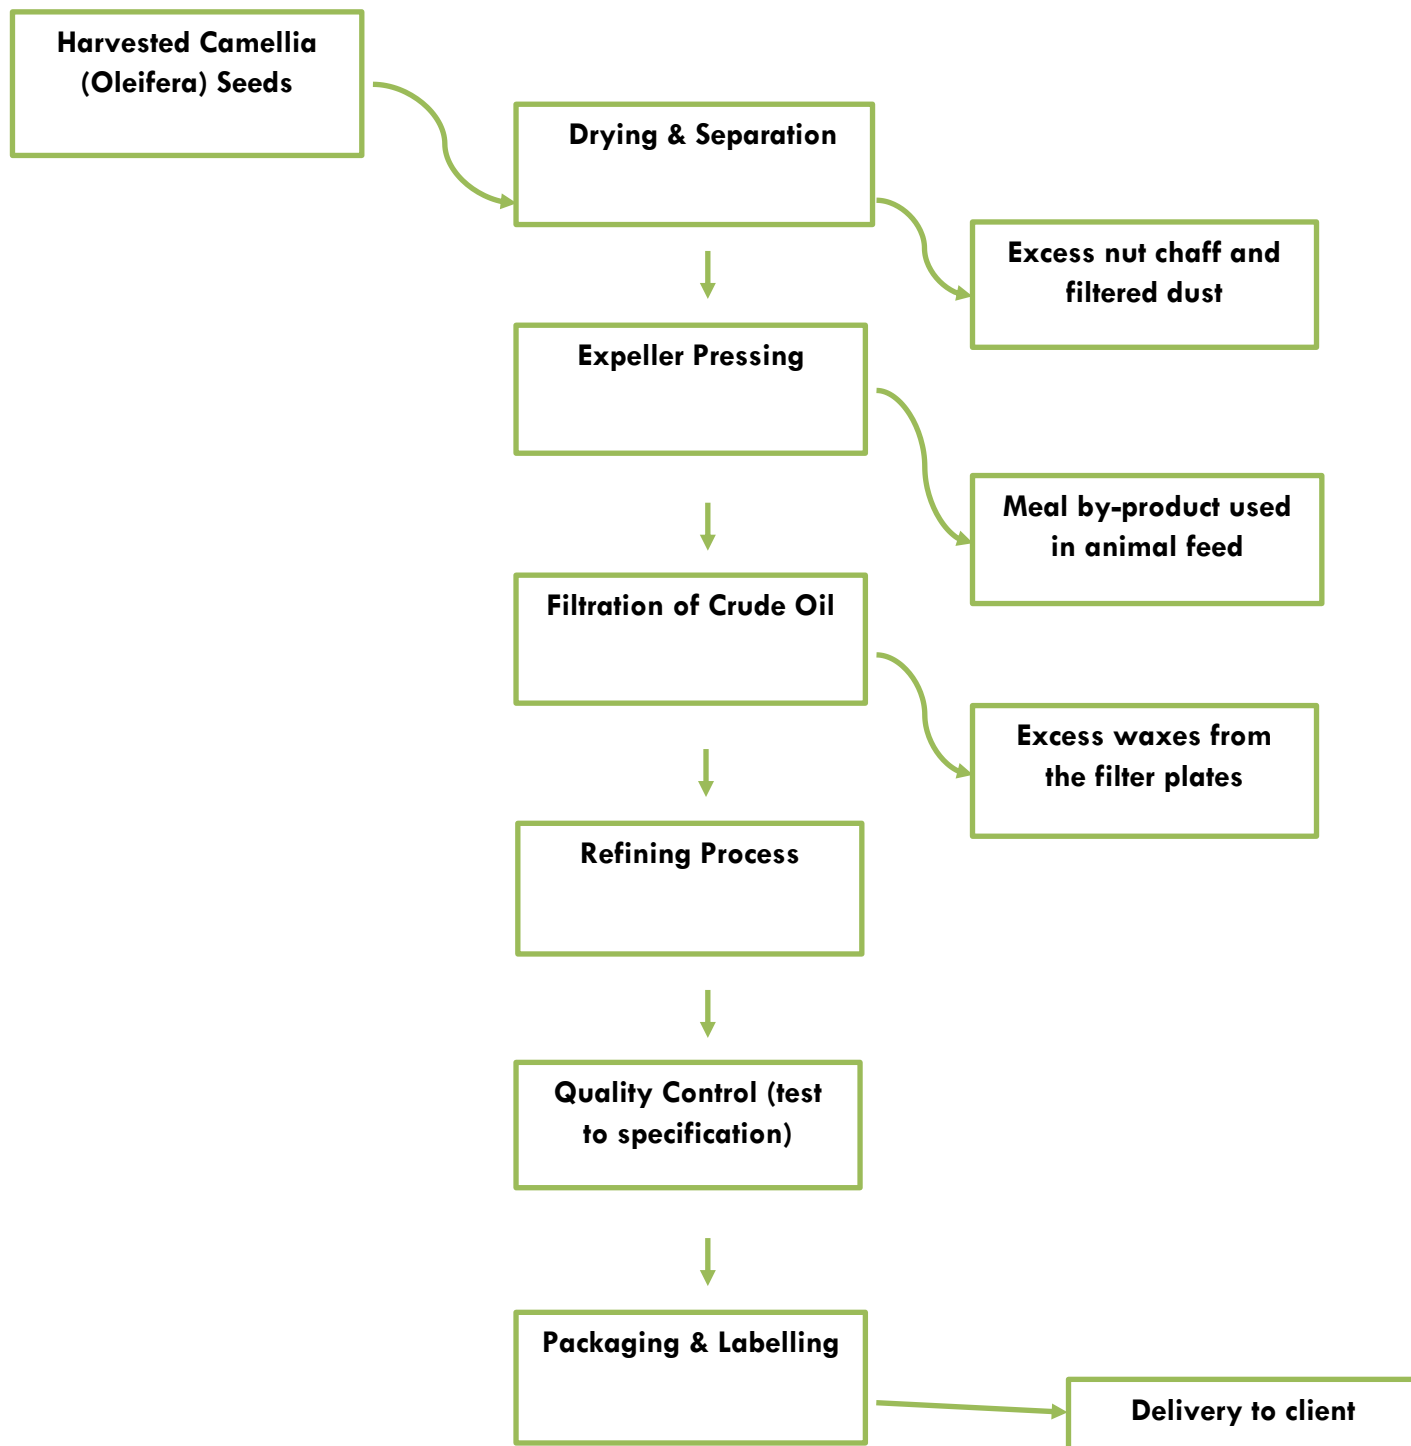 Harvested Camellia
(Oleifera) Seeds
Drying & Separation
Excess nut chaff and
filtered dust
Expeller Pressing
Meal by-product used
in animal feed
Filtration of Crude Oil
Excess waxes from
the filter plates
Refining Process
Quality Control (test
to specification)
Packaging & Labelling
Delivery to client